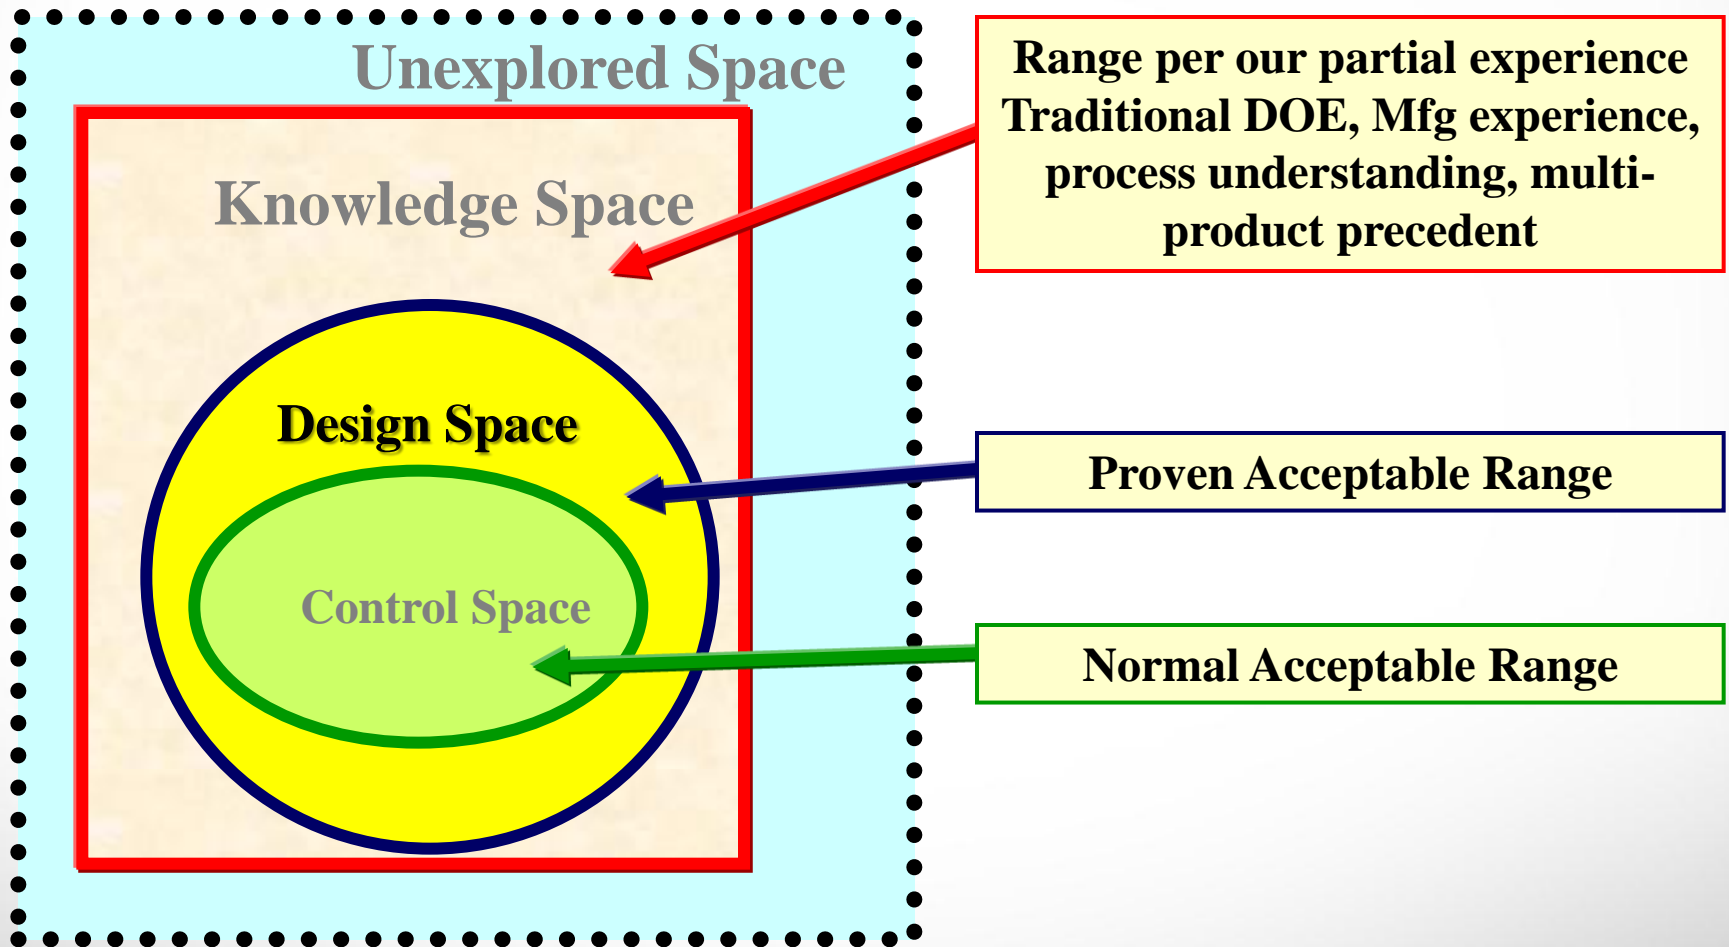 Unexplored Space
Knowledge Space
Design Space
Control Space
Range per our partial experience
Traditional DOE, Mfg experience,
process understanding, multi-
product precedent
Proven Acceptable Range
Normal Acceptable Range